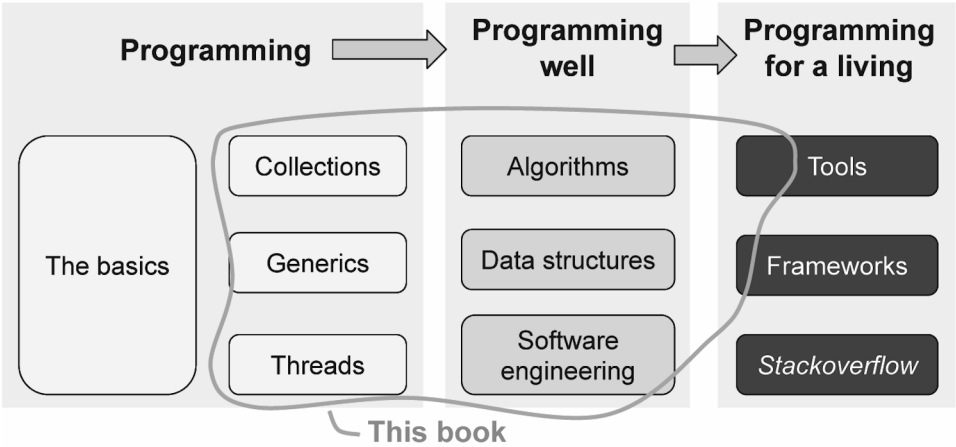 Programming
Programming
well
Programming
for a living
The basics
Collections
Generics
Threads
Algorithms
Data structures
Software
engineering
Tools
Frameworks
Stackoverflow
This book